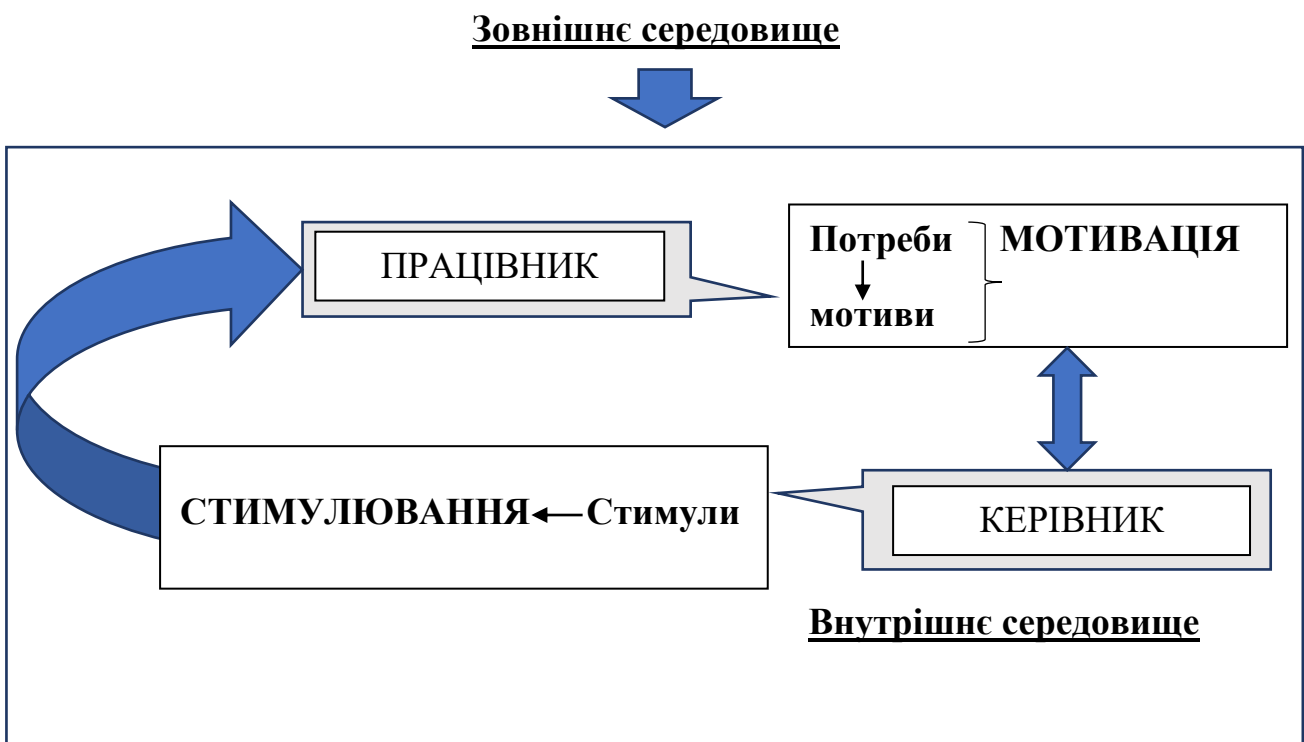 Зовнішнє середовище
ПРАЦІВНИК
Потреби
МОТИВАЦІЯ
мотиви
СТИМУЛЮВАННЯ
Стимули
КЕРІВНИК
Внутрішнє середовище